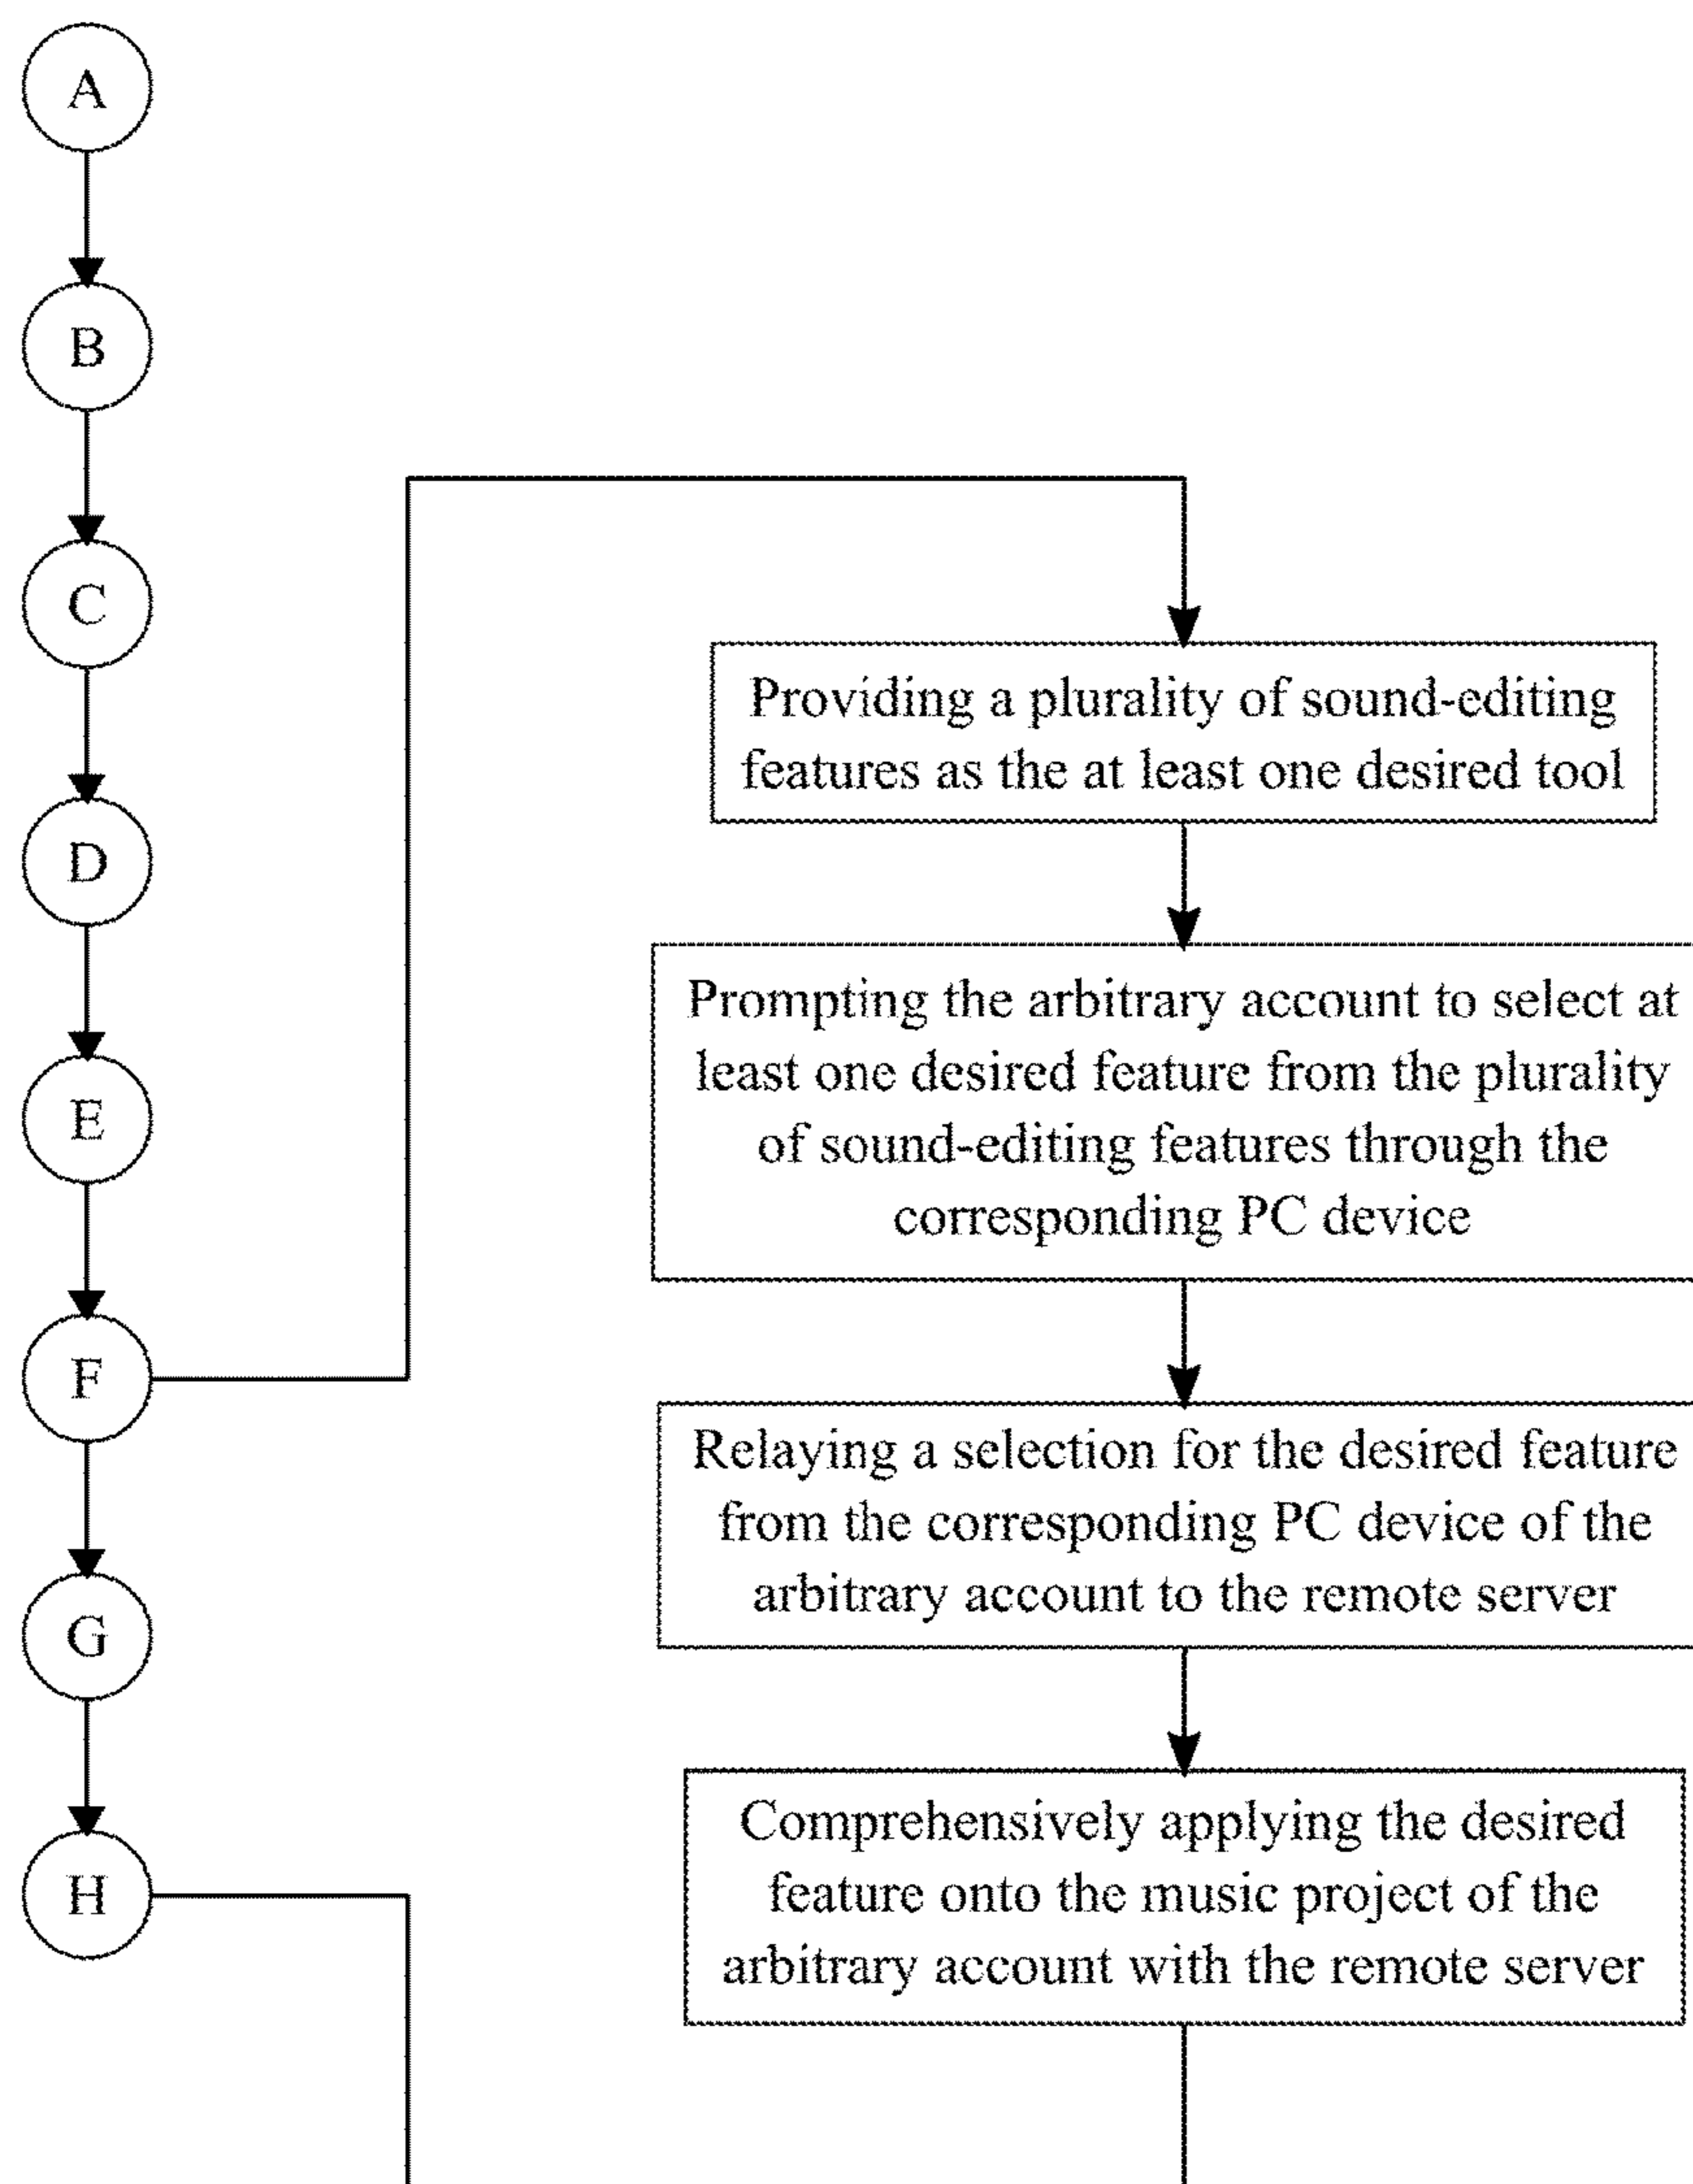 A
B
C
D
E
F
G
H
Providing a plurality of sound-editing
features as the at least one desired tool
Prompting the arbitrary account to select at
least one desired feature from the plurality
of sound-editing features through the
corresponding PC device
Relaying a selection for the desired feature
from the corresponding PC device of the
arbitrary account to the remote server
Comprehensively applying the desired
feature onto the music project of the
arbitrary account with the remote server